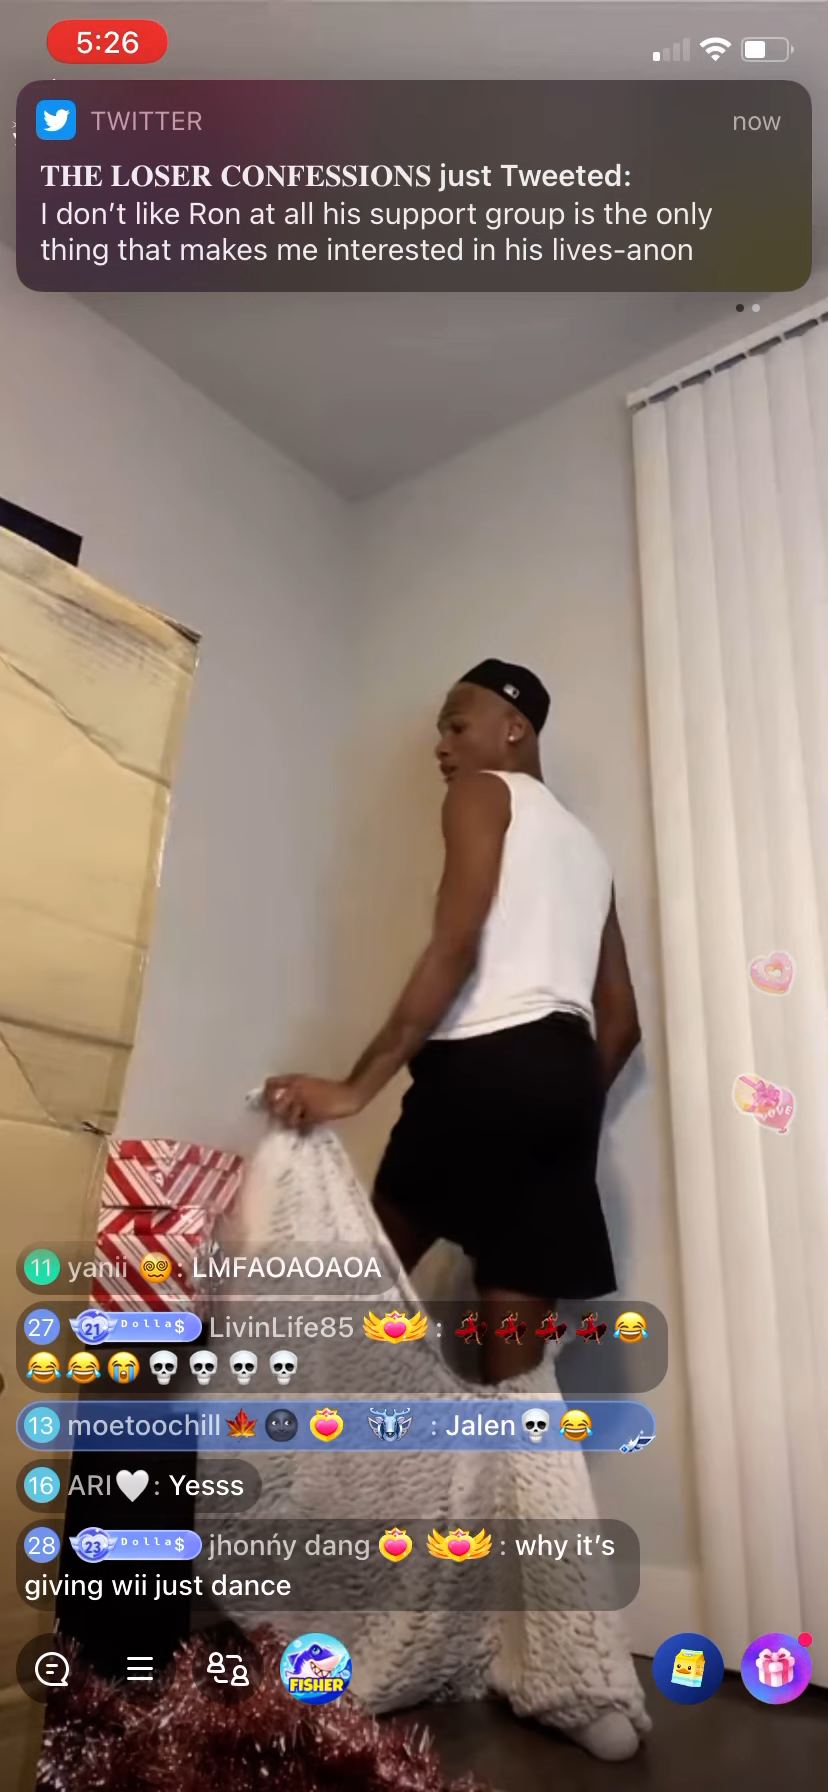 5:26
TWITTER
now
THE LOSER CONFESSIONS just Tweeted:
I don't like Ron at all his support group is the only
thing that makes me interested in his lives-anon
LOVE
11 yanii 😵‍💫: LMFAOAOAOA
27 21 ᴰᵒˡˡᵃ$ LivinLife85 : 💃💃💃💃😂
😂😂😭💀💀💀💀
13 moetoochill🍁🌚 : Jalen💀😂
16 ARI🤍: Yesss
28 23 ᴰᵒˡˡᵃ$ jhonńy dang : why it's
giving wii just dance
FISHER